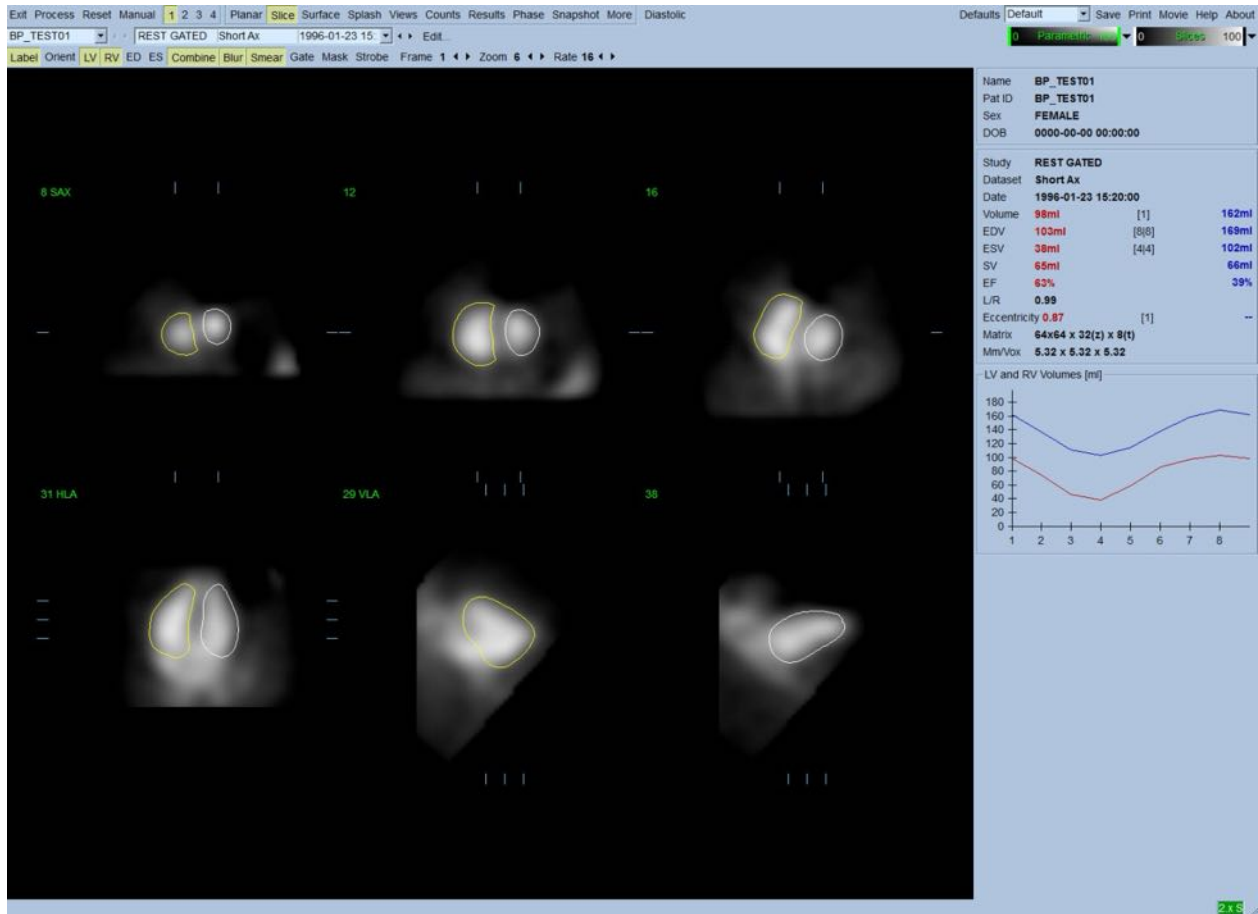 Exit Process Reset Manual 1 2 3 4 Planar Slice Surface Splash Views Counts Results Phase Snapshot More Diastolic Defaults Default Save Print Movie Help About
BP_TEST01 REST GATED Short Ax 1996-01-23 15: Edit... 0 Parametric 100 0 Slices 100
Label Orient LV RV ED ES Combine Blur Smear Gate Mask Strobe Frame 1 Zoom 6 Rate 16
Name BP_TEST01
Pat ID BP_TEST01
Sex FEMALE
DOB 0000-00-00 00:00:00
Study REST GATED
Dataset Short Ax
Date 1996-01-23 15:20:00
Volume 98ml [1] 162ml
EDV 103ml [8|8] 169ml
ESV 38ml [4|4] 102ml
SV 65ml 66ml
EF 63% 39%
L/R 0.99
Eccentricity 0.87 [1] --
Matrix 64x64 x 32(z) x 8(t)
Mm/Vox 5.32 x 5.32 x 5.32
LV and RV Volumes [ml]
180
160
140
120
100
80
60
40
20
0
1 2 3 4 5 6 7 8
8 SAX 12 16
31 HLA 29 VLA 38
2 x S